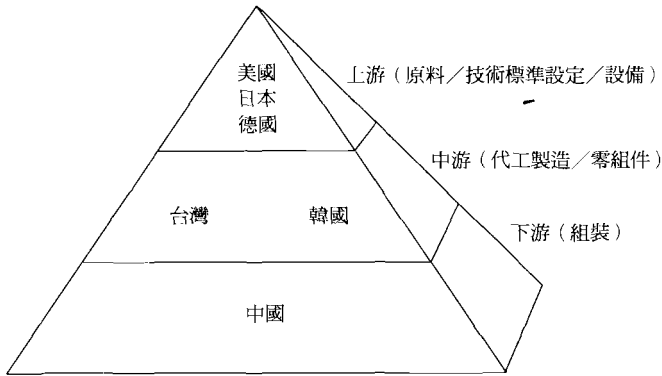 美國
日本
德國
上游（原料／技術標準設定／設備）
中游（代工製造／零組件）
台灣 韓國
下游（組裝）
中國